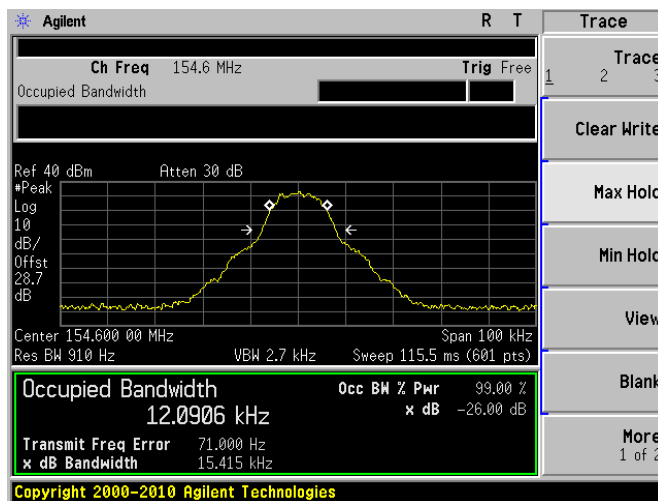 Agilent R T Trace
Ch Freq 154.6 MHz Trig Free
Occupied Bandwidth
Trace
1 2 3
Clear Write
Max Hold
Min Hold
View
Blank
More
1 of 2
Ref 40 dBm Atten 30 dB
#Peak
Log
10
dB/
Offst
28.7
dB
Center 154.600 00 MHz Span 100 kHz
Res BW 910 Hz VBW 2.7 kHz Sweep 115.5 ms (601 pts)
Occupied Bandwidth Occ BW % Pwr 99.00 %
12.0906 kHz x dB -26.00 dB
Transmit Freq Error 71.000 Hz
x dB Bandwidth 15.415 kHz
Copyright 2000-2010 Agilent Technologies